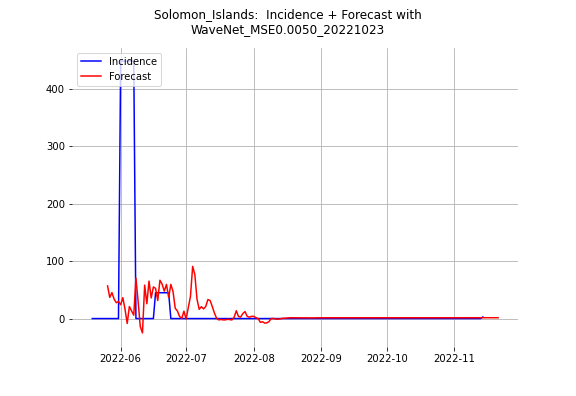 Solomon_Islands:  Incidence + Forecast with
WaveNet_MSE0.0050_20221023
Incidence
Forecast
400
300
200
100
0
2022-06
2022-07
2022-08
2022-09
2022-10
2022-11